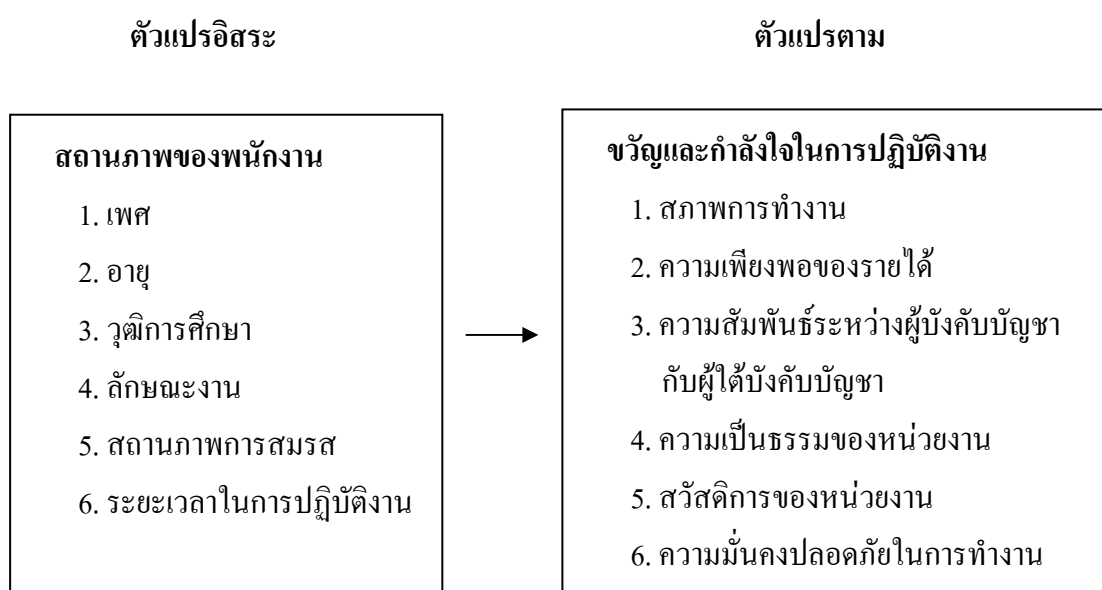 ตัวแปรอิสระ
ตัวแปรตาม
สถานภาพของพนักงาน
1. เพศ
2. อายุ
3. วุฒิการศึกษา
4. ลักษณะงาน
5. สถานภาพการสมรส
6. ระยะเวลาในการปฏิบัติงาน
ขวัญและกำลังใจในการปฏิบัติงาน
1. สภาพการทำงาน
2. ความเพียงพอของรายได้
3. ความสัมพันธ์ระหว่างผู้บังคับบัญชา
กับผู้ใต้บังคับบัญชา
4. ความเป็นธรรมของหน่วยงาน
5. สวัสดิการของหน่วยงาน
6. ความมั่นคงปลอดภัยในการทำงาน